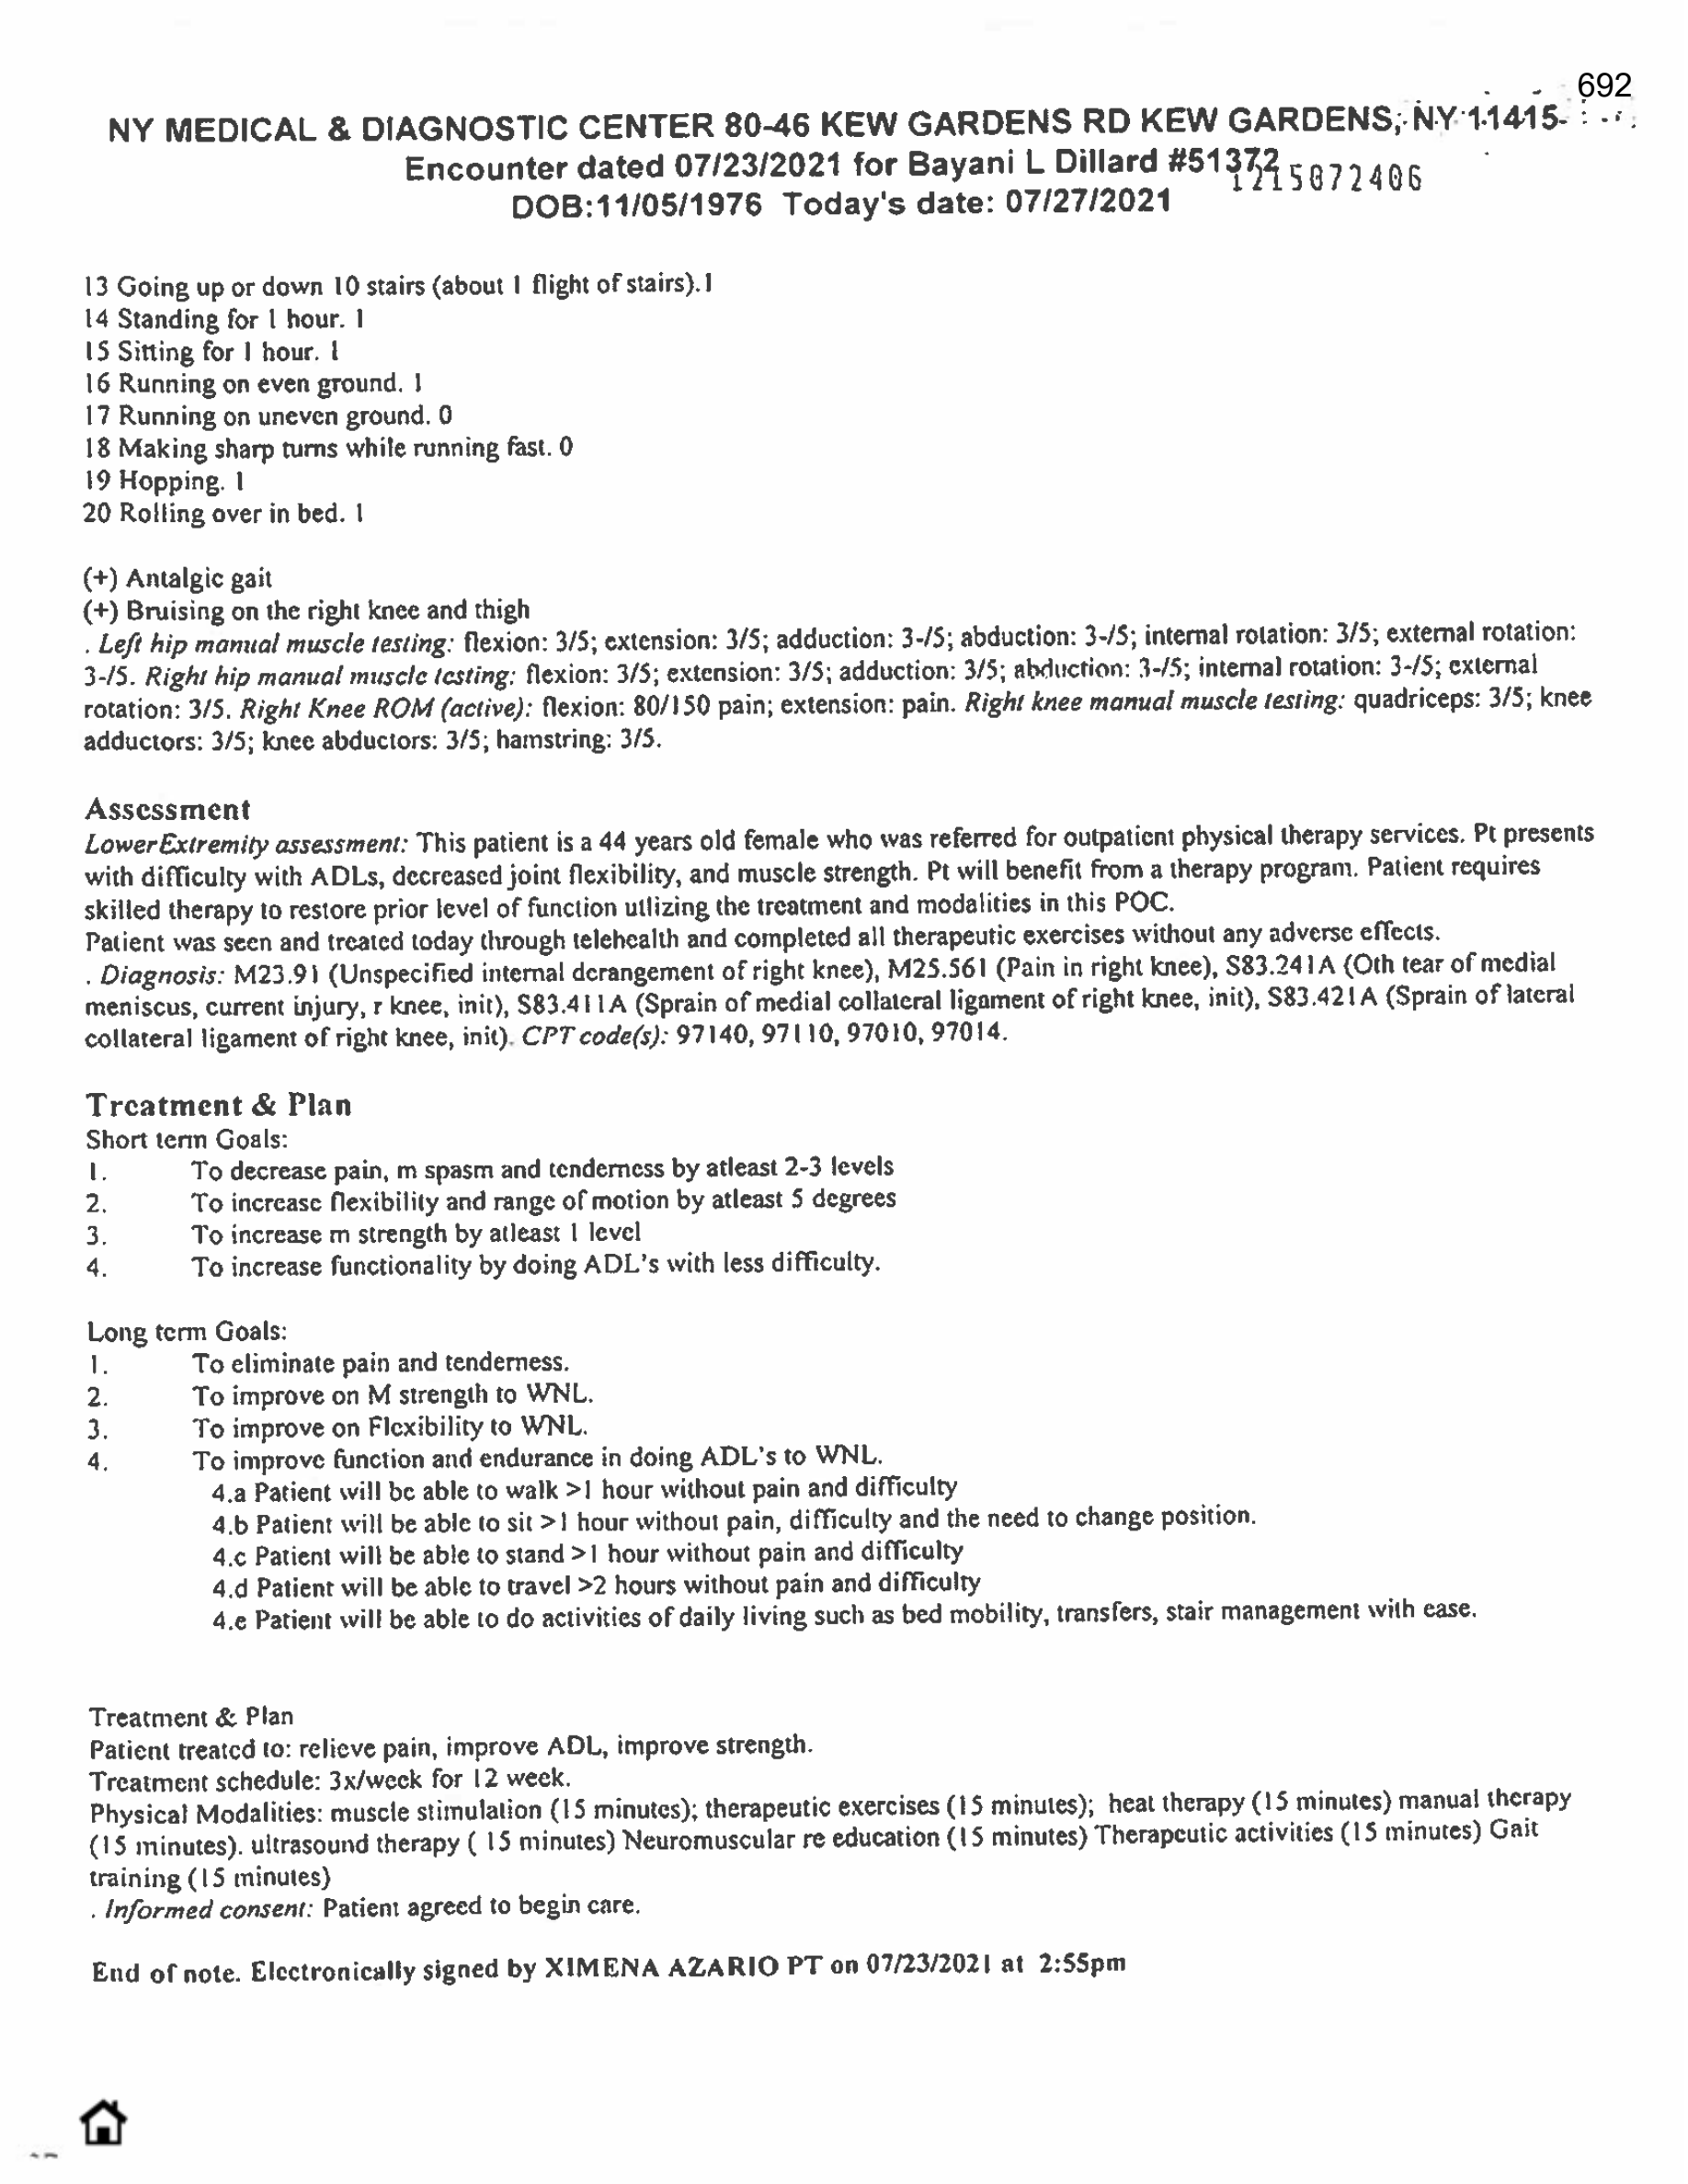 692
NY MEDICAL & DIAGNOSTIC CENTER 80-46 KEW GARDENS RD KEW GARDENS, NY 11415-
Encounter dated 07/23/2021 for Bayani L Dillard #51372
1215072406
DOB:11/05/1976 Today's date: 07/27/2021
13 Going up or down 10 stairs (about 1 flight of stairs).1
14 Standing for 1 hour. 1
15 Sitting for 1 hour. 1
16 Running on even ground. 1
17 Running on uneven ground. 0
18 Making sharp turns while running fast. 0
19 Hopping. 1
20 Rolling over in bed. 1
(+) Antalgic gait
(+) Bruising on the right knee and thigh
. Left hip manual muscle testing: flexion: 3/5; extension: 3/5; adduction: 3-/5; abduction: 3-/5; internal rotation: 3/5; external rotation:
3-/5. Right hip manual muscle testing: flexion: 3/5; extension: 3/5; adduction: 3/5; abduction: 3-/5; internal rotation: 3-/5; external
rotation: 3/5. Right Knee ROM (active): flexion: 80/150 pain; extension: pain. Right knee manual muscle testing: quadriceps: 3/5; knee
adductors: 3/5; knee abductors: 3/5; hamstring: 3/5.
Assessment
LowerExtremity assessment: This patient is a 44 years old female who was referred for outpatient physical therapy services. Pt presents
with difficulty with ADLs, decreased joint flexibility, and muscle strength. Pt will benefit from a therapy program. Patient requires
skilled therapy to restore prior level of function utlizing the treatment and modalities in this POC.
Patient was seen and treated today through telehealth and completed all therapeutic exercises without any adverse effects.
. Diagnosis: M23.91 (Unspecified internal derangement of right knee), M25.561 (Pain in right knee), S83.241A (Oth tear of medial
meniscus, current injury, r knee, init), S83.411A (Sprain of medial collateral ligament of right knee, init), S83.421A (Sprain of lateral
collateral ligament of right knee, init). CPT code(s): 97140, 97110, 97010, 97014.
Treatment & Plan
Short term Goals:
1. To decrease pain, m spasm and tenderness by atleast 2-3 levels
2. To increase flexibility and range of motion by atleast 5 degrees
3. To increase m strength by atleast 1 level
4. To increase functionality by doing ADL's with less difficulty.
Long term Goals:
1. To eliminate pain and tenderness.
2. To improve on M strength to WNL.
3. To improve on Flexibility to WNL.
4. To improve function and endurance in doing ADL's to WNL.
4.a Patient will be able to walk >1 hour without pain and difficulty
4.b Patient will be able to sit >1 hour without pain, difficulty and the need to change position.
4.c Patient will be able to stand >1 hour without pain and difficulty
4.d Patient will be able to travel >2 hours without pain and difficulty
4.e Patient will be able to do activities of daily living such as bed mobility, transfers, stair management with ease.
Treatment & Plan
Patient treated to: relieve pain, improve ADL, improve strength.
Treatment schedule: 3x/week for 12 week.
Physical Modalities: muscle stimulation (15 minutes); therapeutic exercises (15 minutes); heat therapy (15 minutes) manual therapy
(15 minutes). ultrasound therapy ( 15 minutes) Neuromuscular re education (15 minutes) Therapeutic activities (15 minutes) Gait
training (15 minutes)
. Informed consent: Patient agreed to begin care.
End of note. Electronically signed by XIMENA AZARIO PT on 07/23/2021 at 2:55pm